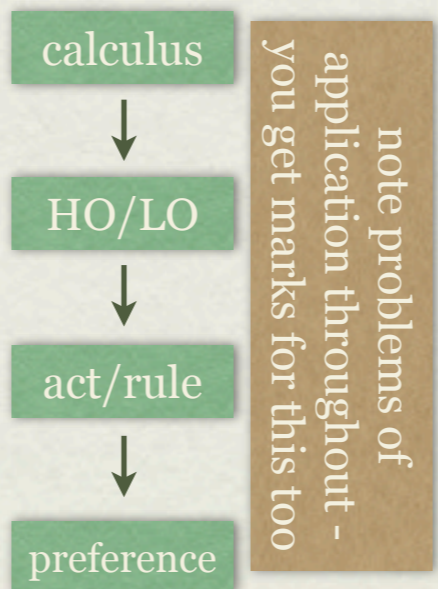 calculus
HO/LO
act/rule
preference
note problems of
application throughout -
you get marks for this too